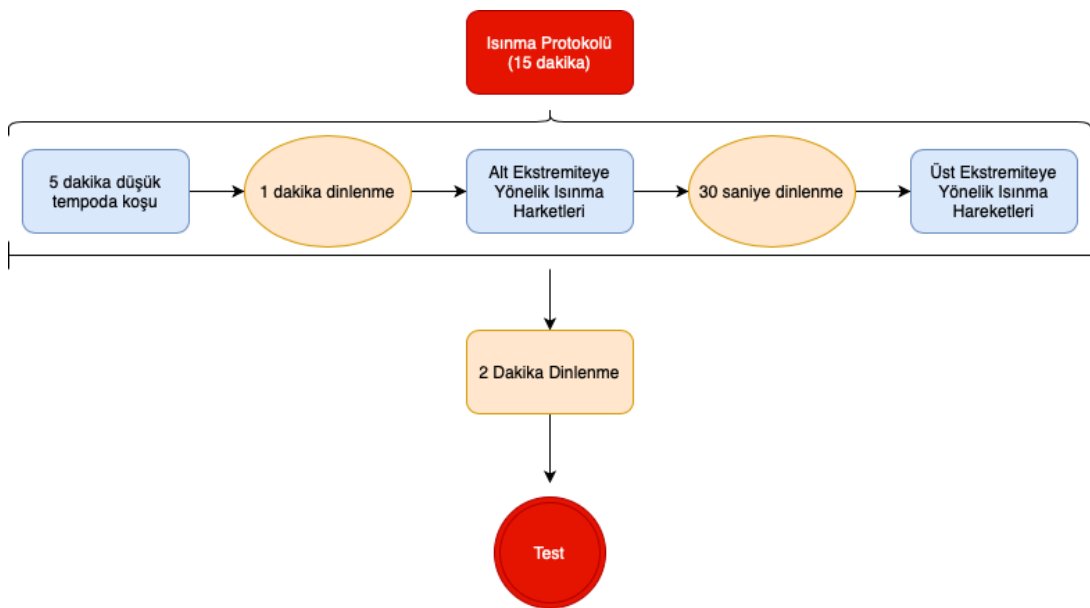 Isınma Protokolü
(15 dakika)
5 dakika düşük
tempoda koşu
1 dakika dinlenme
Alt Ekstremiteye
Yönelik Isınma
Harketleri
30 saniye dinlenme
Üst Ekstremiteye
Yönelik Isınma
Hareketleri
2 Dakika Dinlenme
Test